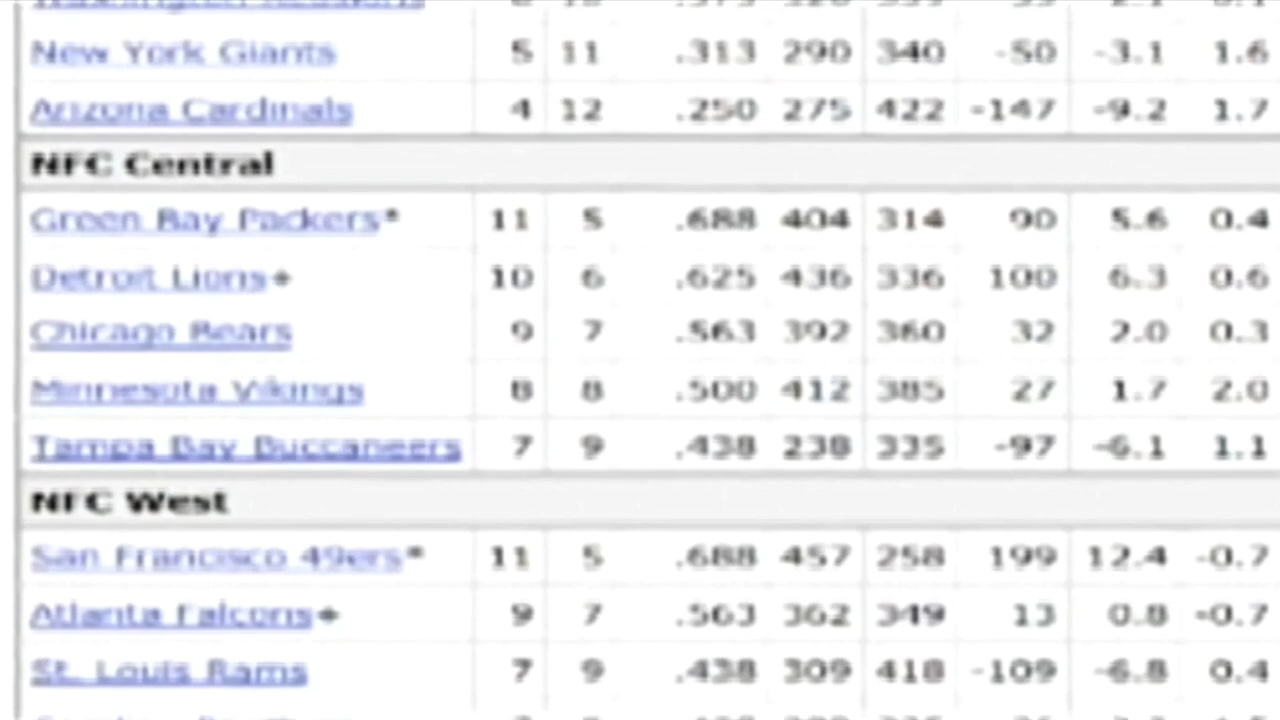 New York Giants 5 11 .313 290 340 -50 -3.1 1.6
Arizona Cardinals 4 12 .250 275 422 -147 -9.2 1.7
NFC Central
Green Bay Packers* 11 5 .688 404 314 90 5.6 0.4
Detroit Lions+ 10 6 .625 436 336 100 6.3 0.6
Chicago Bears 9 7 .563 392 360 32 2.0 0.3
Minnesota Vikings 8 8 .500 412 385 27 1.7 2.0
Tampa Bay Buccaneers 7 9 .438 238 335 -97 -6.1 1.1
NFC West
San Francisco 49ers* 11 5 .688 457 258 199 12.4 -0.7
Atlanta Falcons+ 9 7 .563 362 349 13 0.8 -0.7
St. Louis Rams 7 9 .438 309 418 -109 -6.8 0.4